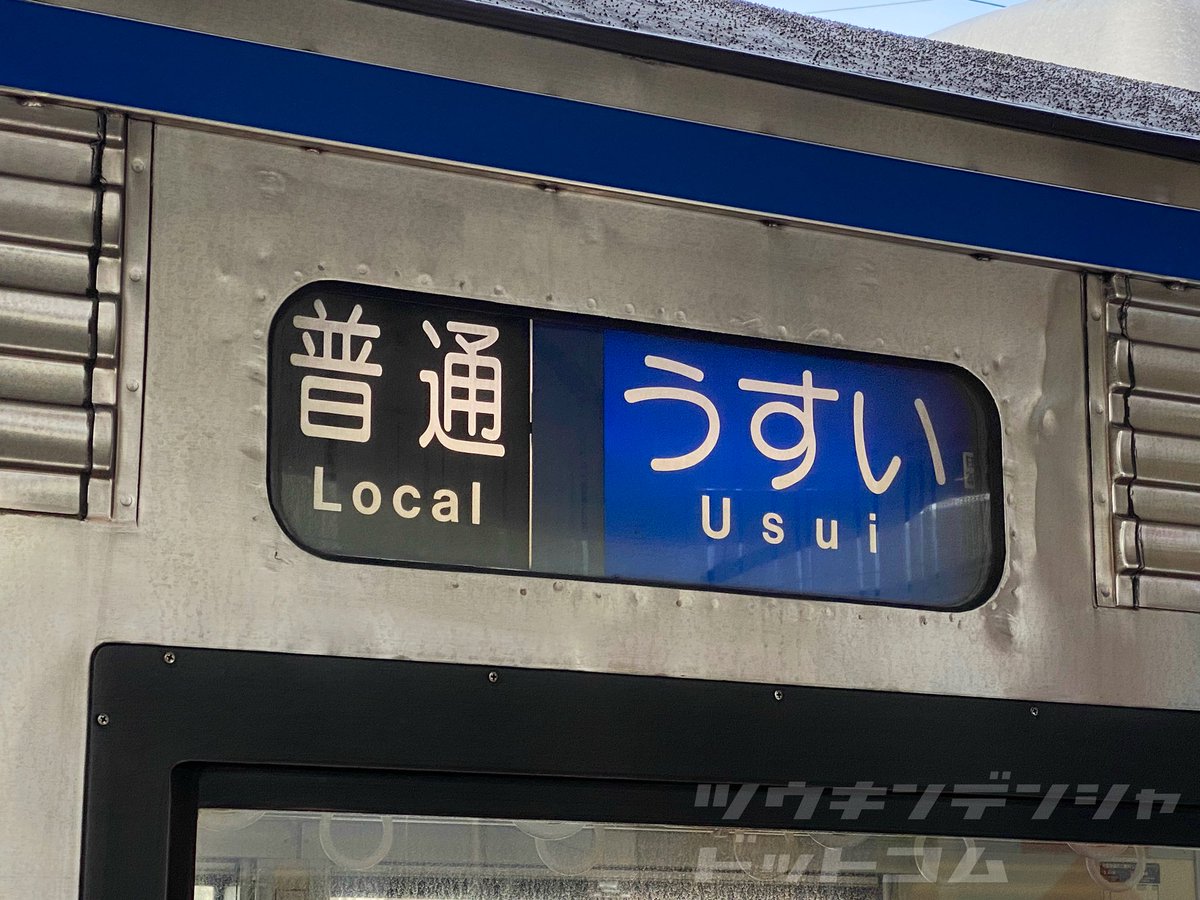 普通
Local
うすい
Usui
ツウキンデンシャ
ドットコム